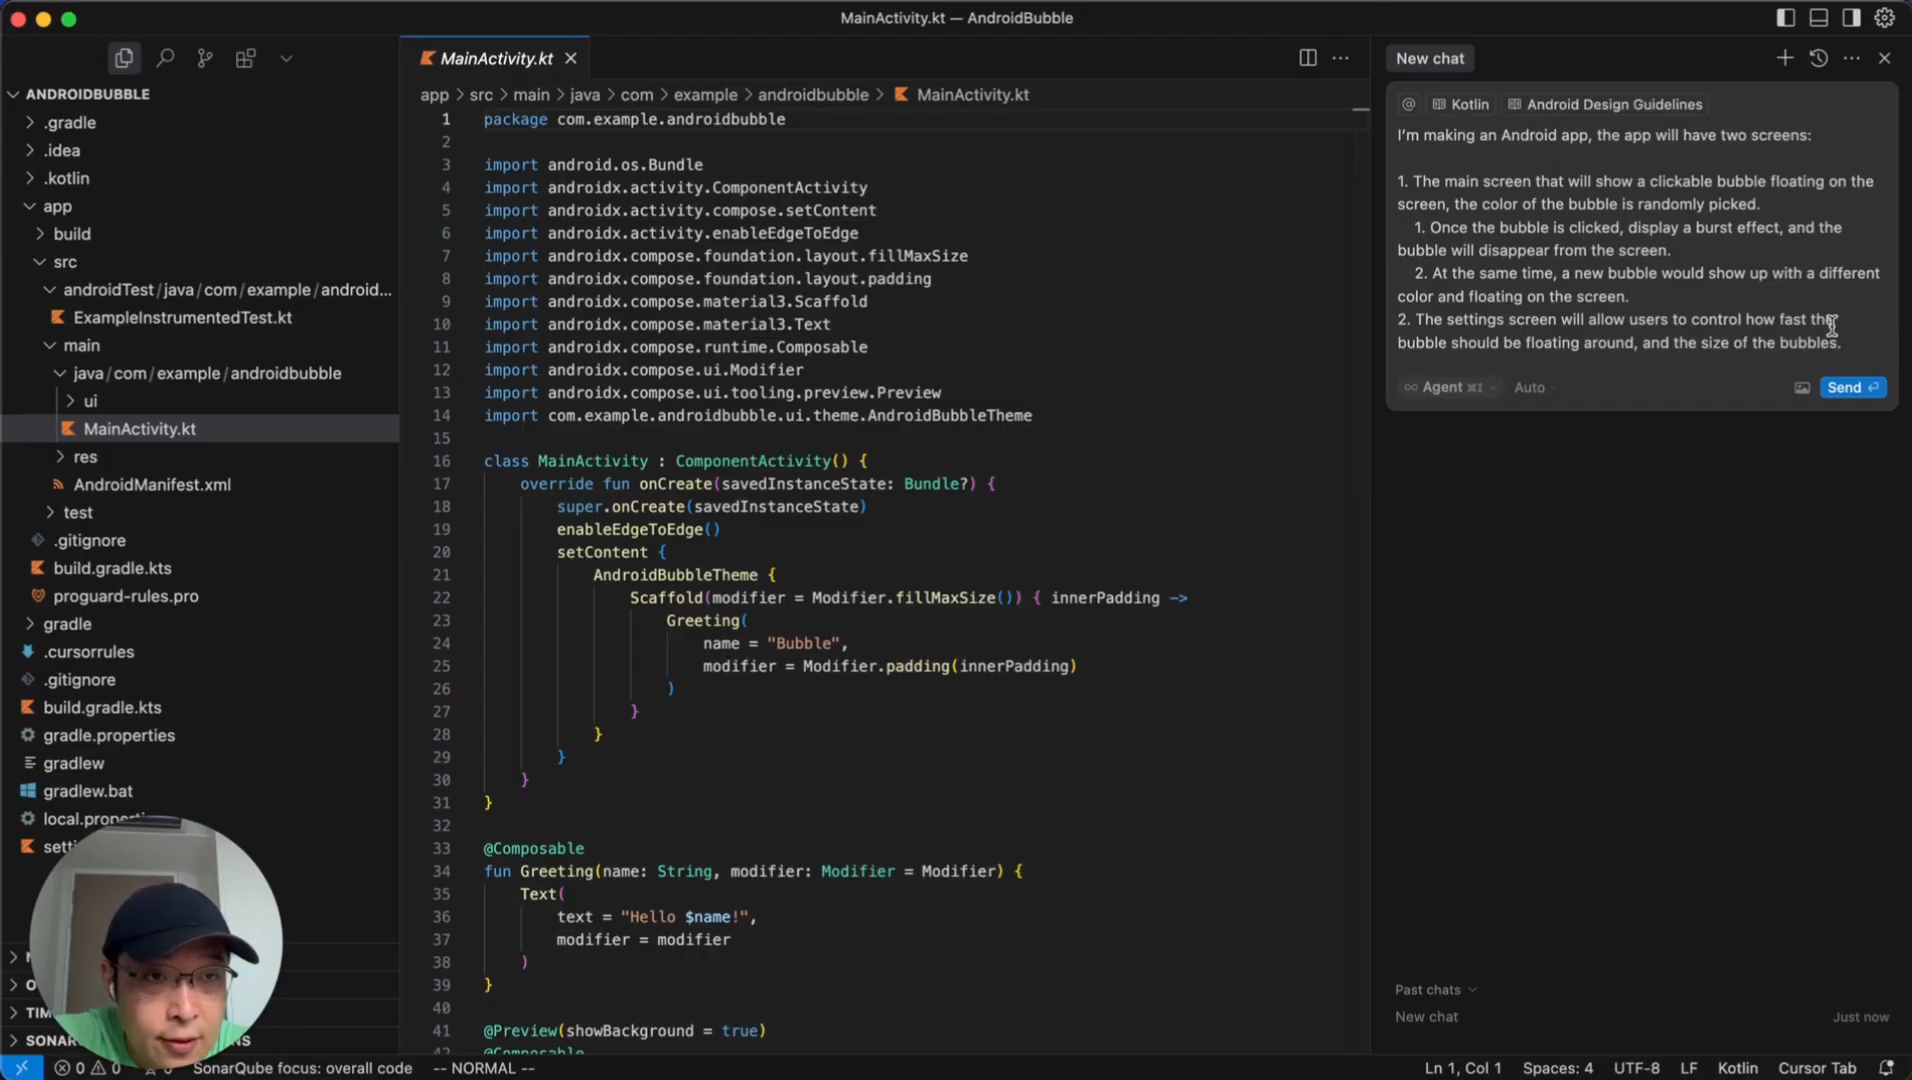 MainActivity.kt — AndroidBubble
ANDROIDBUBBLE
.gradle
.idea
.kotlin
app
build
src
androidTest/java/com/example/android...
ExampleInstrumentedTest.kt
main
java/com/example/androidbubble
ui
MainActivity.kt
res
AndroidManifest.xml
test
.gitignore
build.gradle.kts
proguard-rules.pro
gradle
.cursorrules
.gitignore
build.gradle.kts
gradle.properties
gradlew
gradlew.bat
MainActivity.kt
app > src > main > java > com > example > androidbubble > MainActivity.kt
1 package com.example.androidbubble
2
3 import android.os.Bundle
4 import androidx.activity.ComponentActivity
5 import androidx.activity.compose.setContent
6 import androidx.activity.enableEdgeToEdge
7 import androidx.compose.foundation.layout.fillMaxSize
8 import androidx.compose.foundation.layout.padding
9 import androidx.compose.material3.Scaffold
10 import androidx.compose.material3.Text
11 import androidx.compose.runtime.Composable
12 import androidx.compose.ui.Modifier
13 import androidx.compose.ui.tooling.preview.Preview
14 import com.example.androidbubble.ui.theme.AndroidBubbleTheme
15
16 class MainActivity : ComponentActivity() {
17 override fun onCreate(savedInstanceState: Bundle?) {
18 super.onCreate(savedInstanceState)
19 enableEdgeToEdge()
20 setContent {
21 AndroidBubbleTheme {
22 Scaffold(modifier = Modifier.fillMaxSize()) { innerPadding ->
23 Greeting(
24 name = "Bubble",
25 modifier = Modifier.padding(innerPadding)
26 )
27 }
28 }
29 }
30 }
31 }
32
33 @Composable
34 fun Greeting(name: String, modifier: Modifier = Modifier) {
35 Text(
36 text = "Hello $name!",
37 modifier = modifier
38 )
39 }
40
41 @Preview(showBackground = true)
42 @Composable
New chat
@ Kotlin Android Design Guidelines
I'm making an Android app, the app will have two screens:
1. The main screen that will show a clickable bubble floating on the
screen, the color of the bubble is randomly picked.
1. Once the bubble is clicked, display a burst effect, and the
bubble will disappear from the screen.
2. At the same time, a new bubble would show up with a different
color and floating on the screen.
2. The settings screen will allow users to control how fast the
bubble should be floating around, and the size of the bubbles.
∞ Agent ⌘I Auto Send ⏎
Past chats
New chat Just now
0 0 SonarQube focus: overall code -- NORMAL -- Ln 1, Col 1 Spaces: 4 UTF-8 LF Kotlin Cursor Tab